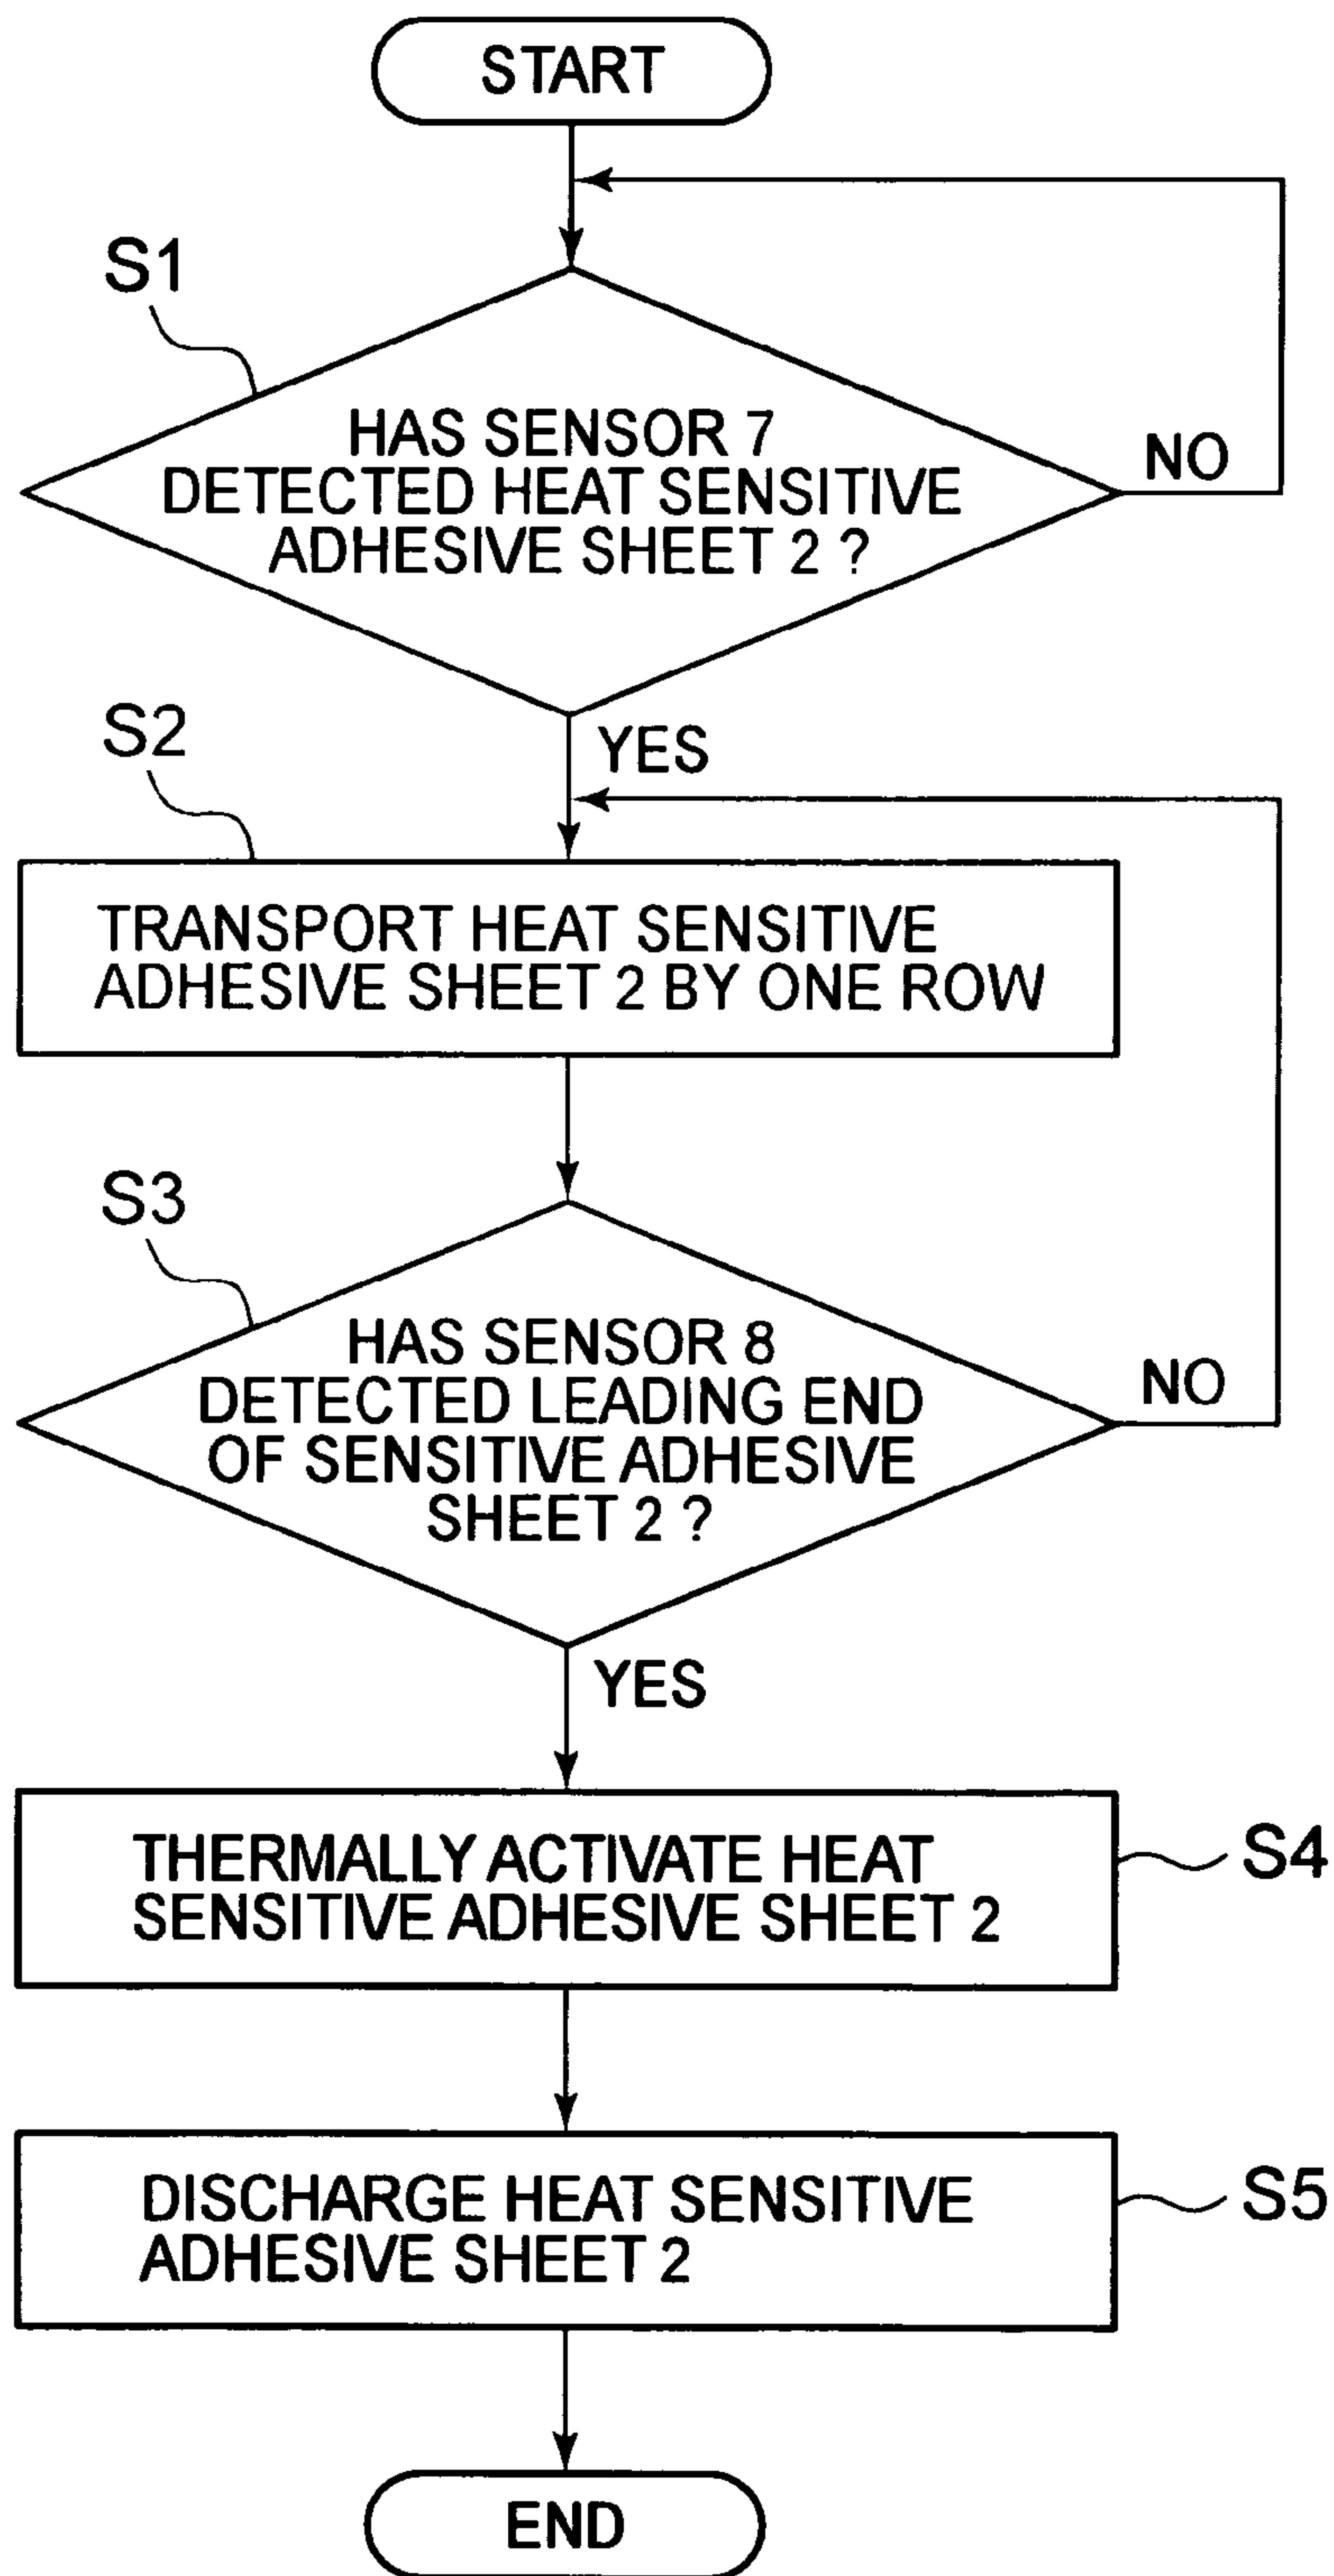 START
S1
HAS SENSOR 7
DETECTED HEAT SENSITIVE
ADHESIVE SHEET 2 ?
NO
YES
S2
TRANSPORT HEAT SENSITIVE
ADHESIVE SHEET 2 BY ONE ROW
S3
HAS SENSOR 8
DETECTED LEADING END
OF SENSITIVE ADHESIVE
SHEET 2 ?
NO
YES
THERMALLY ACTIVATE HEAT
SENSITIVE ADHESIVE SHEET 2
S4
DISCHARGE HEAT SENSITIVE
ADHESIVE SHEET 2
S5
END